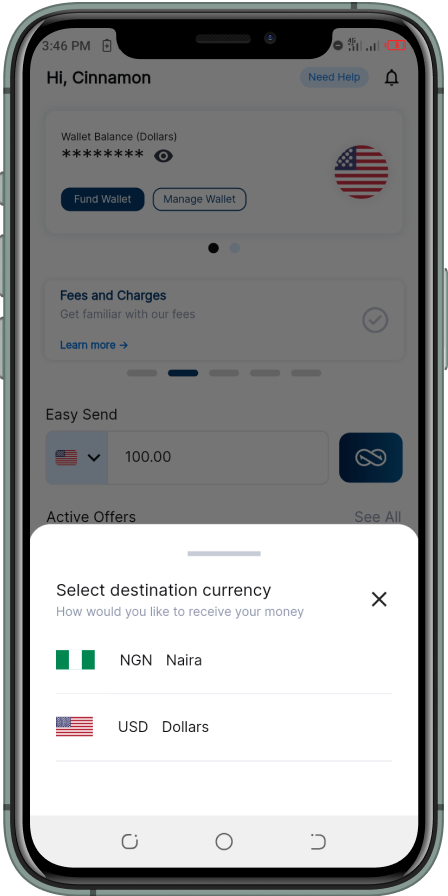 3:46 PM
Hi, Cinnamon
Need Help
Wallet Balance (Dollars)
********
Fund Wallet
Manage Wallet
Fees and Charges
Get familiar with our fees
Learn more →
Easy Send
100.00
Active Offers
See All
Select destination currency
How would you like to receive your money
NGN Naira
USD Dollars